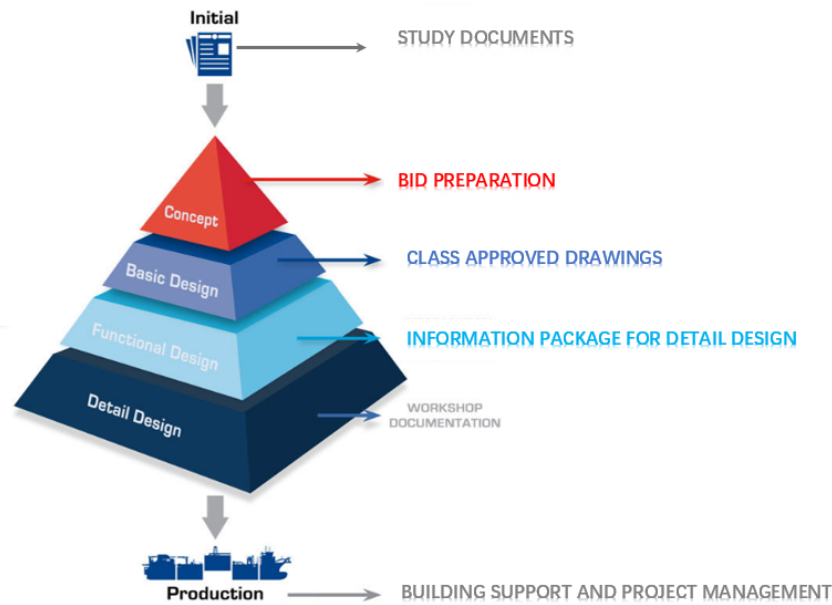 Initial
STUDY DOCUMENTS
BID PREPARATION
Concept
CLASS APPROVED DRAWINGS
Basic Design
Functional Design
INFORMATION PACKAGE FOR DETAIL DESIGN
Detail Design
WORKSHOP
DOCUMENTATION
Production
BUILDING SUPPORT AND PROJECT MANAGEMENT